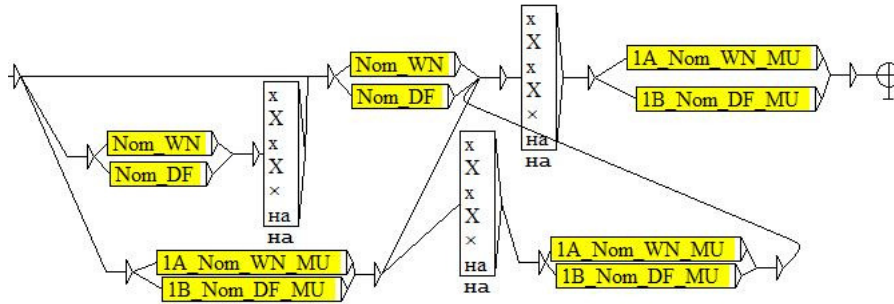 x
X
x
X
×
на
на
Nom_WN
Nom_DF
1A_Nom_WN_MU
1B_Nom_DF_MU
Nom_WN
Nom_DF
x
X
x
X
×
на
на
x
X
x
X
×
на
на
1A_Nom_WN_MU
1B_Nom_DF_MU
1A_Nom_WN_MU
1B_Nom_DF_MU